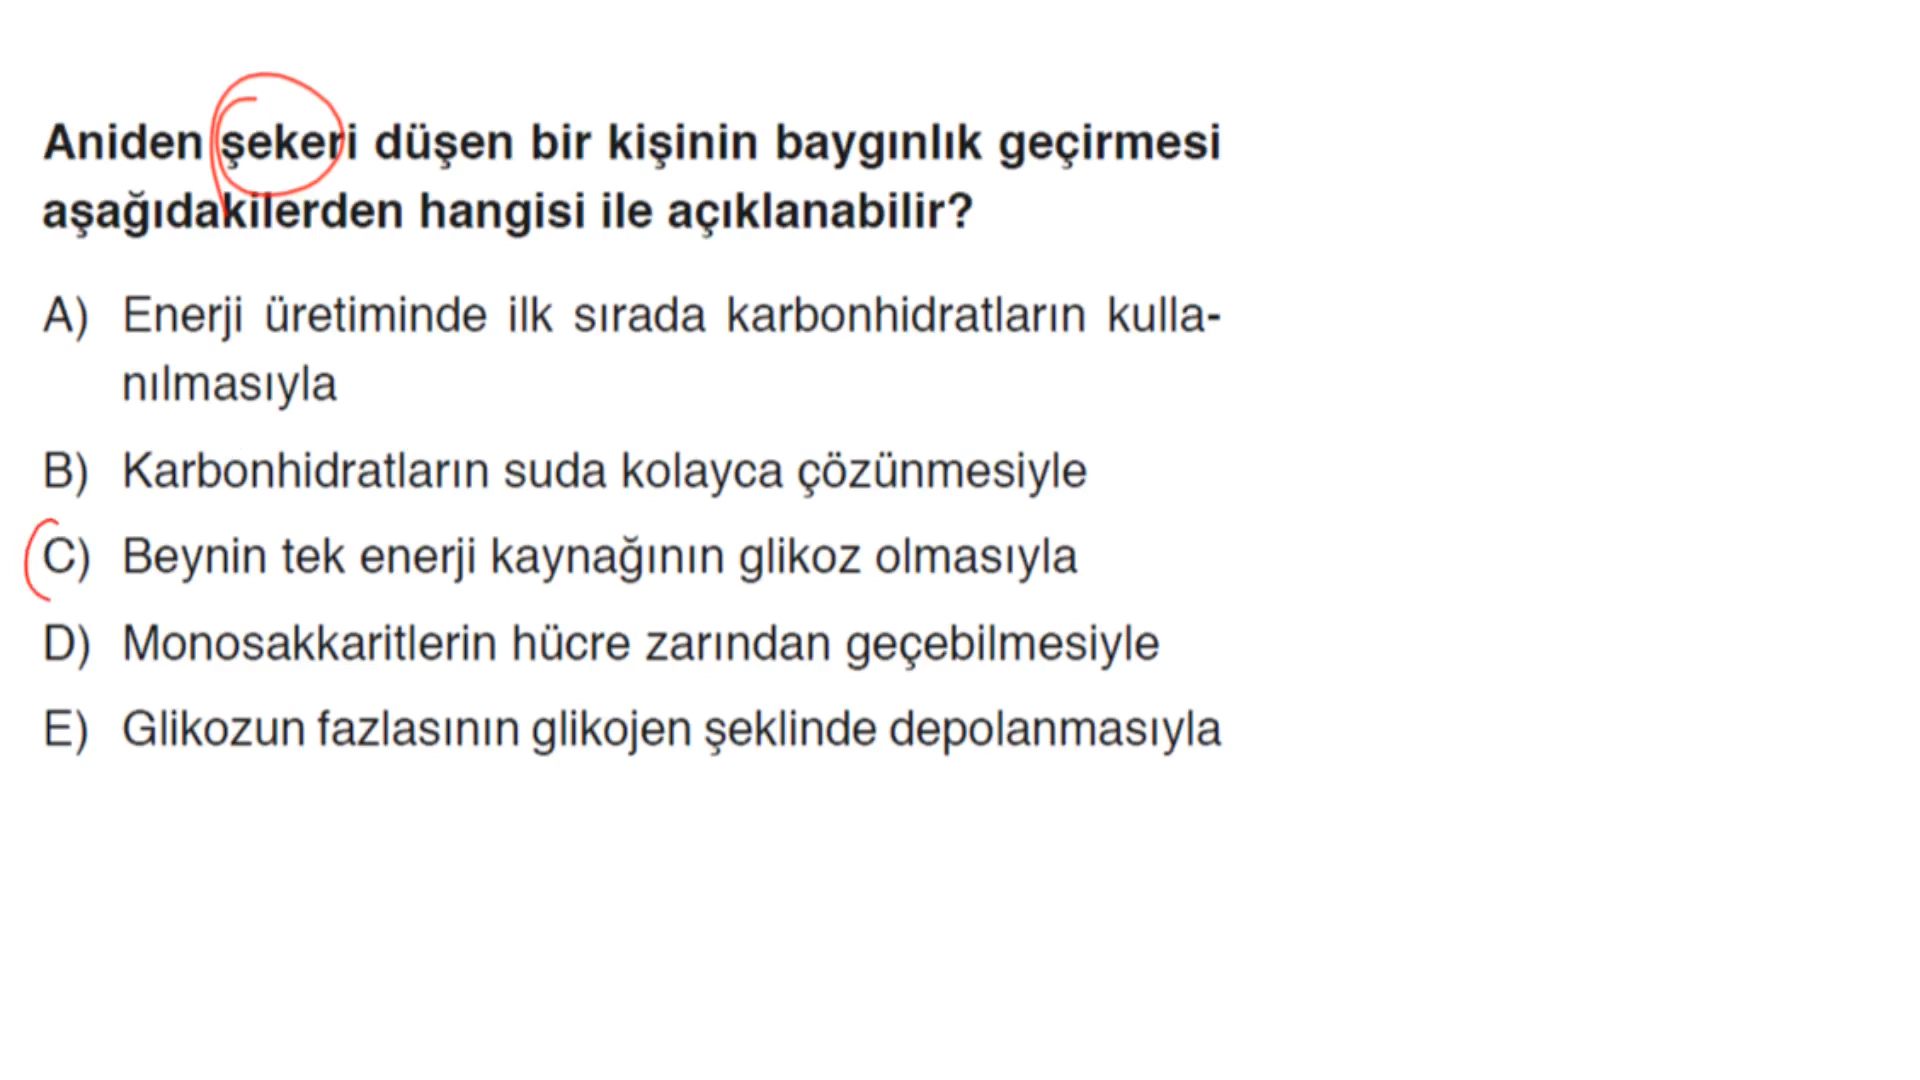 Aniden şekeri düşen bir kişinin baygınlık geçirmesi
aşağıdakilerden hangisi ile açıklanabilir?
A) Enerji üretiminde ilk sırada karbonhidratların kulla-
nılmasıyla
B) Karbonhidratların suda kolayca çözünmesiyle
C) Beynin tek enerji kaynağının glikoz olmasıyla
D) Monosakkaritlerin hücre zarından geçebilmesiyle
E) Glikozun fazlasının glikojen şeklinde depolanmasıyla